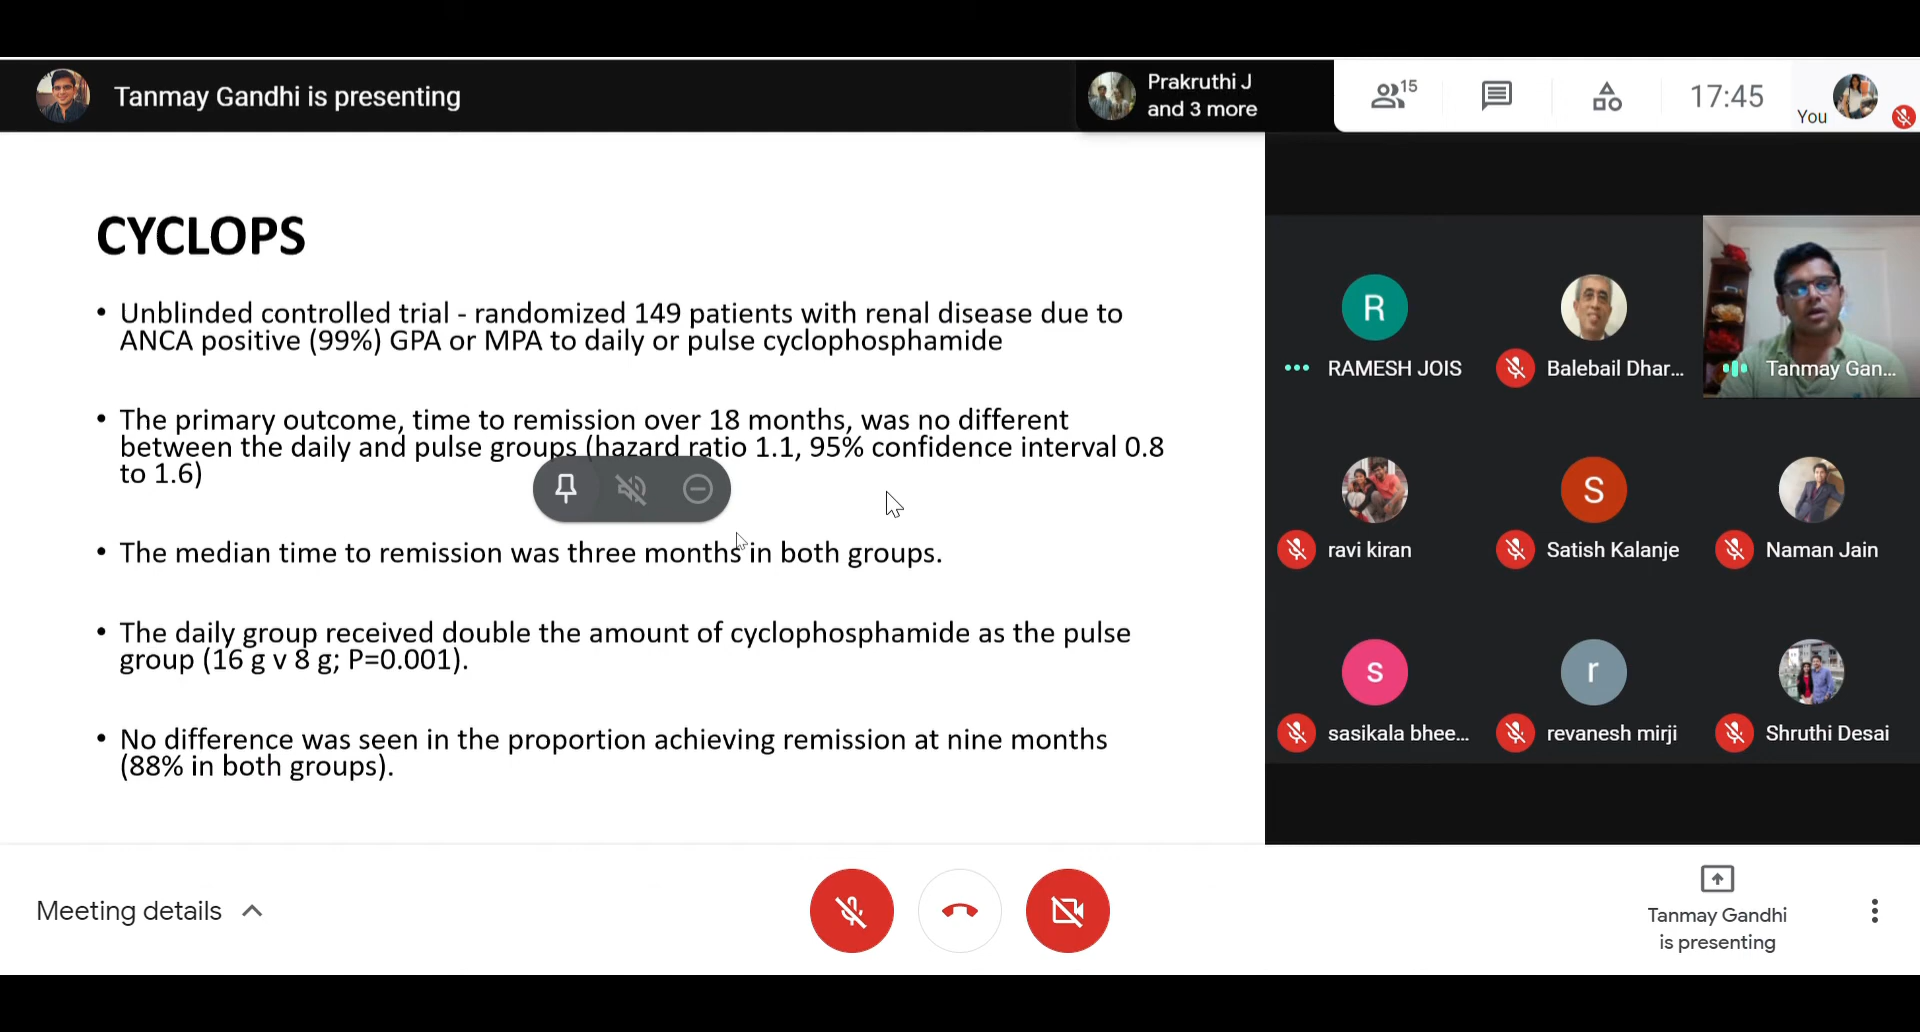 Tanmay Gandhi is presenting
Prakruthi J
and 3 more
15
17:45
You
CYCLOPS
• Unblinded controlled trial - randomized 149 patients with renal disease due to
ANCA positive (99%) GPA or MPA to daily or pulse cyclophosphamide
• The primary outcome, time to remission over 18 months, was no different
between the daily and pulse groups (hazard ratio 1.1, 95% confidence interval 0.8
to 1.6)
• The median time to remission was three months in both groups.
• The daily group received double the amount of cyclophosphamide as the pulse
group (16 g v 8 g; P=0.001).
• No difference was seen in the proportion achieving remission at nine months
(88% in both groups).
R
RAMESH JOIS
Balebail Dhar...
Tanmay Gan...
ravi kiran
S
Satish Kalanje
Naman Jain
s
sasikala bhee...
r
revanesh mirji
Shruthi Desai
Meeting details
Tanmay Gandhi
is presenting